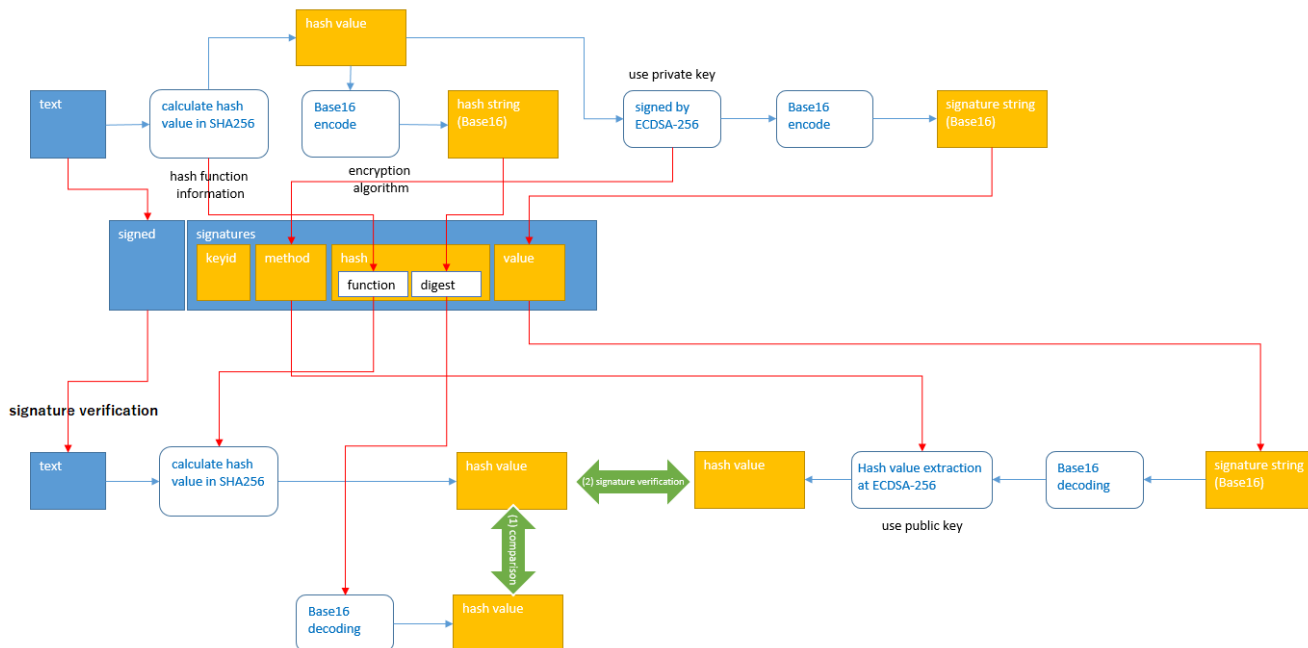 hash value
use private key
text
calculate hash
value in SHA256
Base16
encode
hash string
(Base16)
signed by
ECDSA-256
Base16
encode
signature string
(Base16)
hash function
information
encryption
algorithm
signed
signatures
keyid
method
hash
function
digest
value
signature verification
text
calculate hash
value in SHA256
hash value
(2) signature verification
hash value
Hash value extraction
at ECDSA-256
use public key
Base16
decoding
signature string
(Base16)
(1) comparison
Base16
decoding
hash value